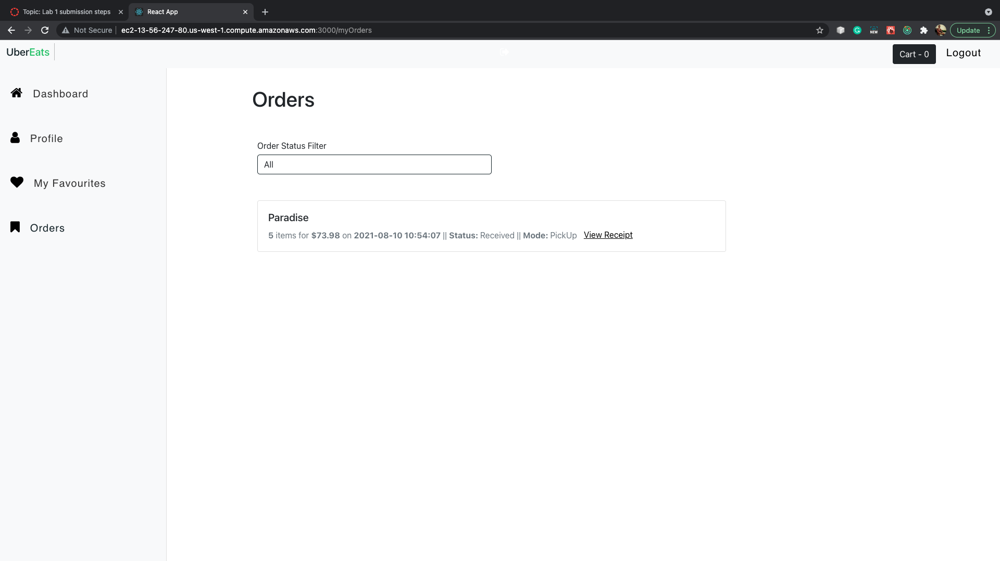 Topic: Lab 1 submission steps
React App
Not Secure
ec2-13-56-247-80.us-west-1.compute.amazonaws.com:3000/myOrders
NEW
Update
UberEats
Cart - 0
Logout
Dashboard
Profile
My Favourites
Orders
Orders
Order Status Filter
All
Paradise
5 items for $73.98 on 2021-08-10 10:54:07 || Status: Received || Mode: PickUp View Receipt